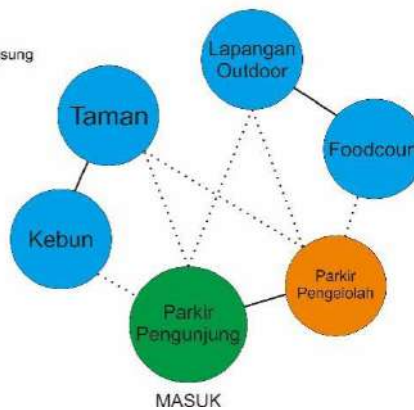 sung
Lapangan
Outdoor
Taman
Foodcour
Kebun
Parkir
Pengelolah
Parkir
Pengunjung
MASUK